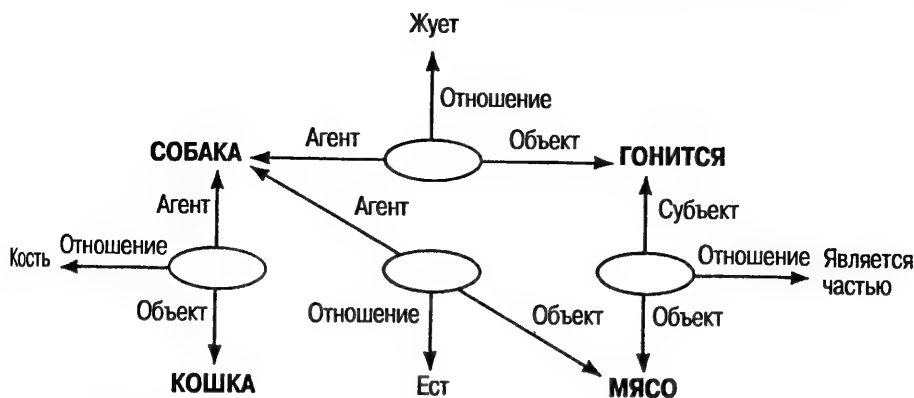 Жует
Отношение
Агент
Объект
СОБАКА
ГОНИТСЯ
Агент
Агент
Субъект
Кость
Отношение
Отношение
Является
частью
Объект
Отношение
Объект
Объект
КОШКА
Ест
МЯСО